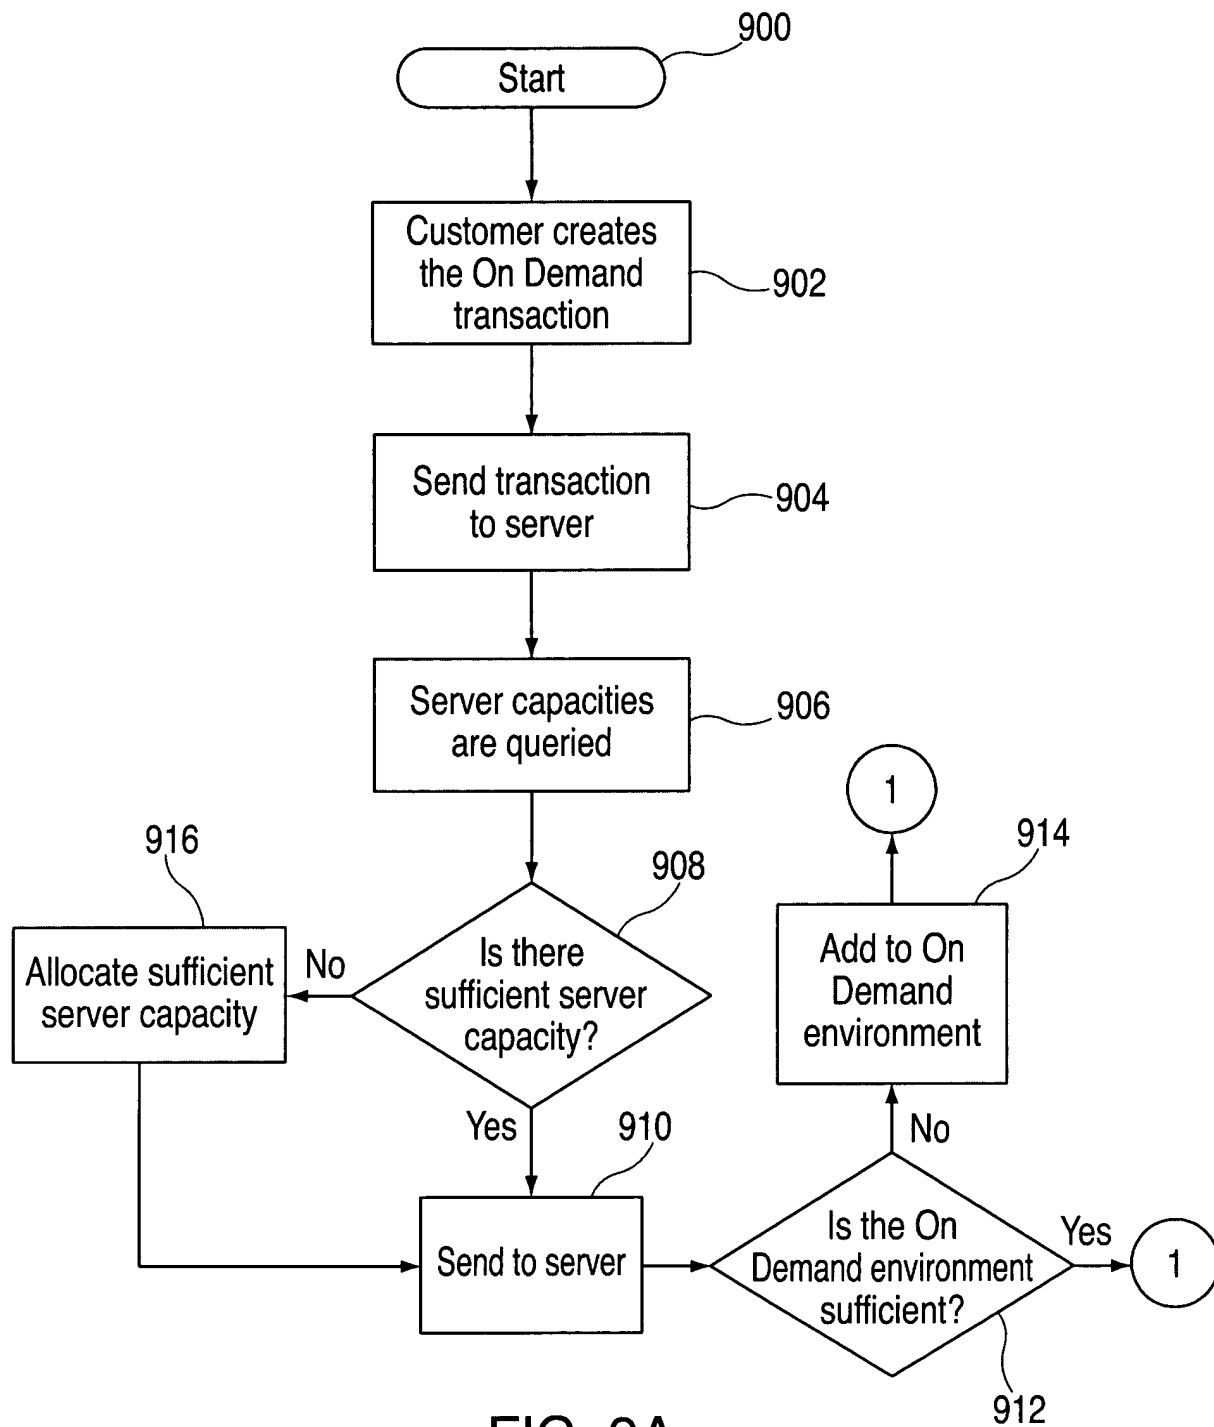 900
Start
Customer creates
the On Demand
transaction
902
Send transaction
to server
904
Server capacities
are queried
906
1
916
908
914
Allocate sufficient
server capacity
No
Is there
sufficient server
capacity?
Add to On
Demand
environment
Yes
910
No
Send to server
Is the On
Demand environment
sufficient?
Yes
1
912
FIG. 9A